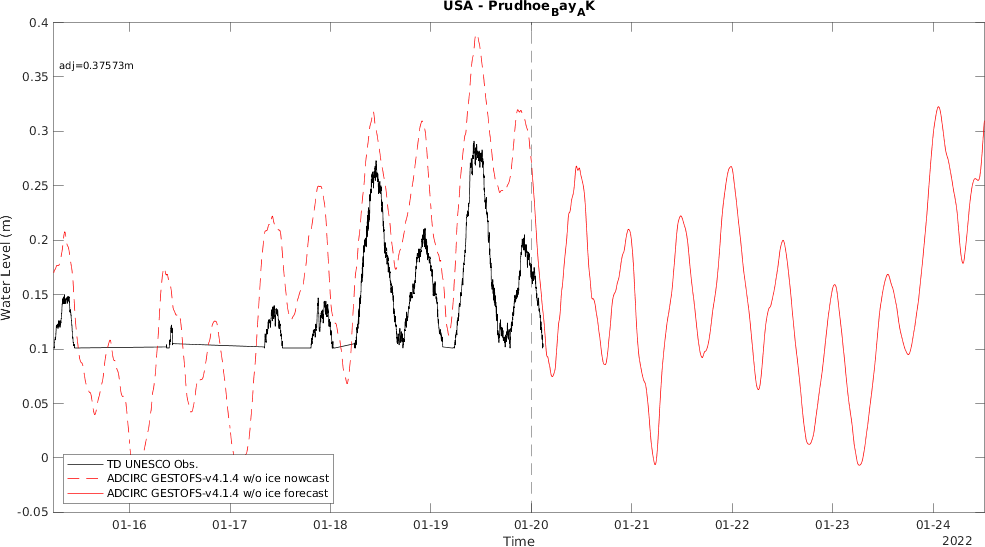 USA - Prudhoe_Bay_AK
adj=0.37573m
Water Level (m)
0.4
0.35
0.3
0.25
0.2
0.15
0.1
0.05
0
-0.05
TD UNESCO Obs.
ADCIRC GESTOFS-v4.1.4 w/o ice nowcast
ADCIRC GESTOFS-v4.1.4 w/o ice forecast
01-16 01-17 01-18 01-19 01-20 01-21 01-22 01-23 01-24
Time
2022